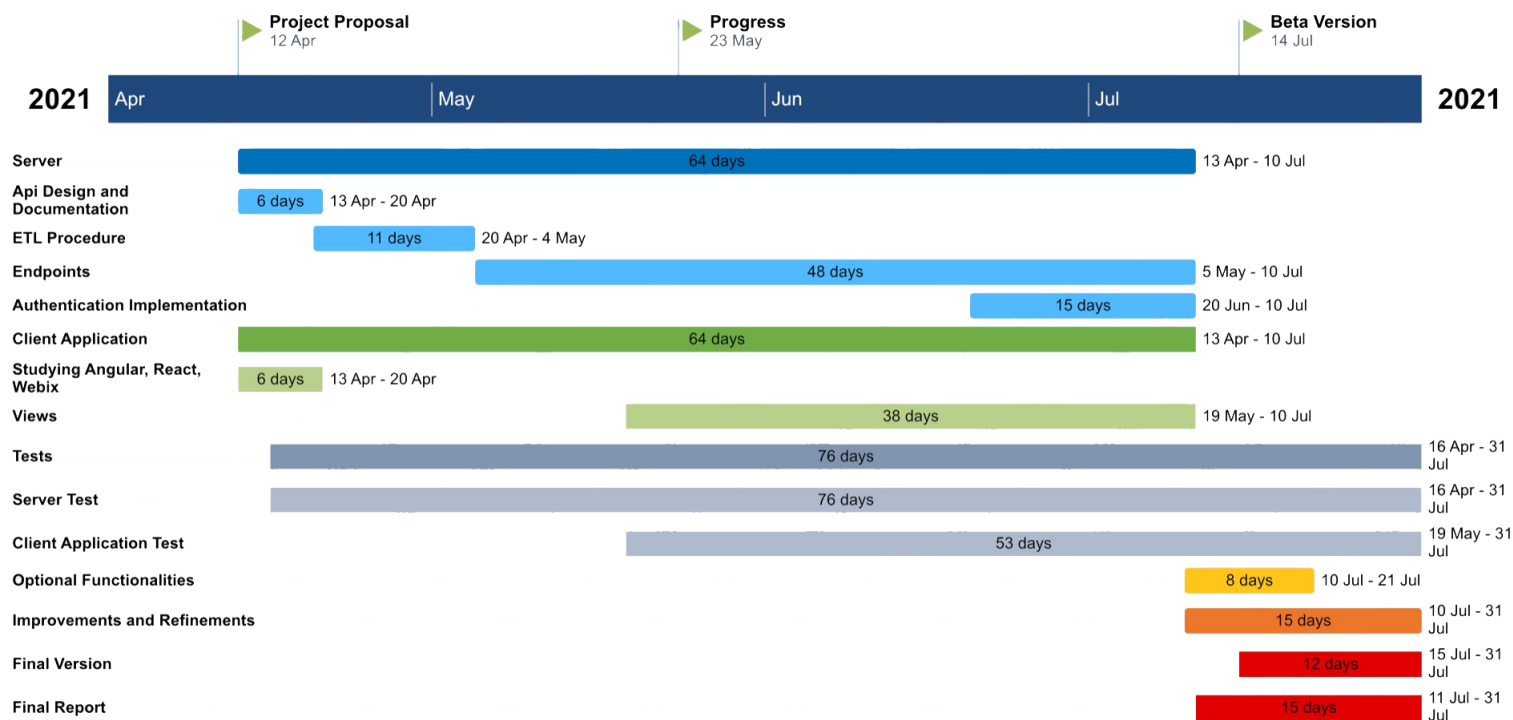 Project Proposal
12 Apr
Progress
23 May
Beta Version
14 Jul
2021 Apr May Jun Jul 2021
Server 64 days 13 Apr - 10 Jul
Api Design and
Documentation
6 days 13 Apr - 20 Apr
ETL Procedure 11 days 20 Apr - 4 May
Endpoints 48 days 5 May - 10 Jul
Authentication Implementation 15 days 20 Jun - 10 Jul
Client Application 64 days 13 Apr - 10 Jul
Studying Angular, React,
Webix
6 days 13 Apr - 20 Apr
Views 38 days 19 May - 10 Jul
Tests 76 days 16 Apr - 31
Jul
Server Test 76 days 16 Apr - 31
Jul
Client Application Test 53 days 19 May - 31
Jul
Optional Functionalities 8 days 10 Jul - 21 Jul
Improvements and Refinements 15 days 10 Jul - 31
Jul
Final Version 12 days 15 Jul - 31
Jul
Final Report 15 days 11 Jul - 31
Jul